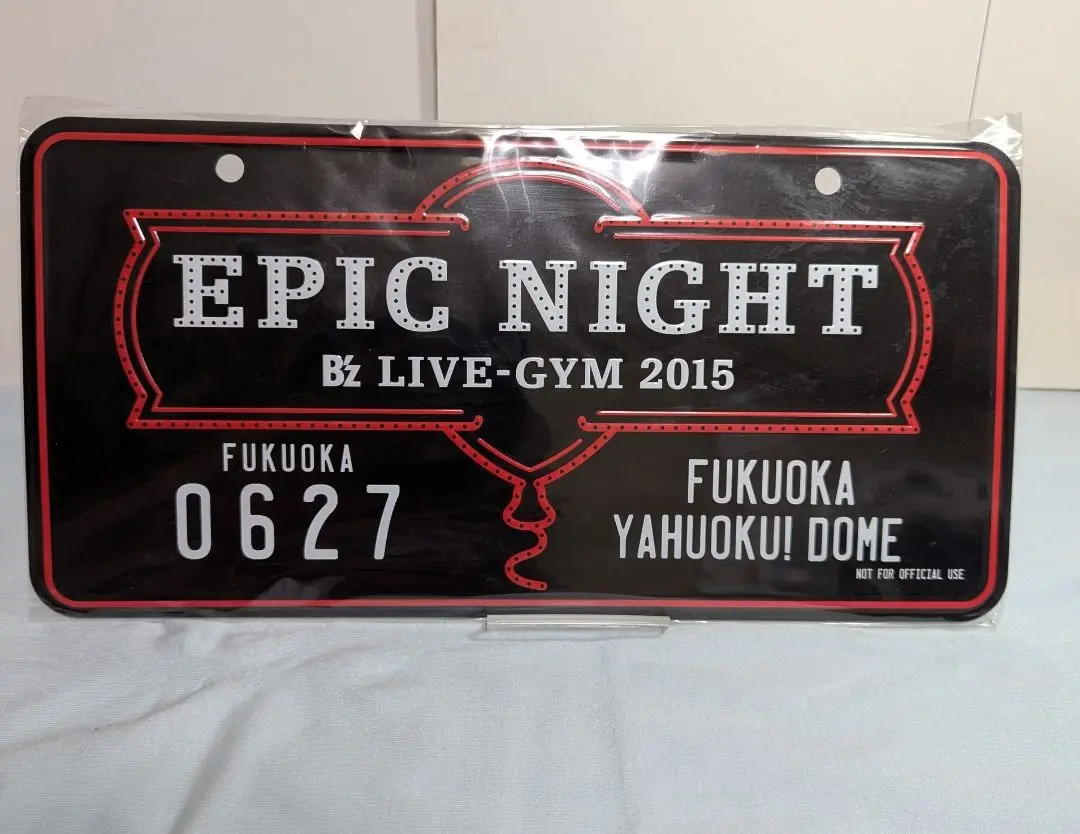 EPIC NIGHT
B'z LIVE-GYM 2015
FUKUOKA
0627
FUKUOKA
YAHUOKU! DOME
NOT FOR OFFICIAL USE